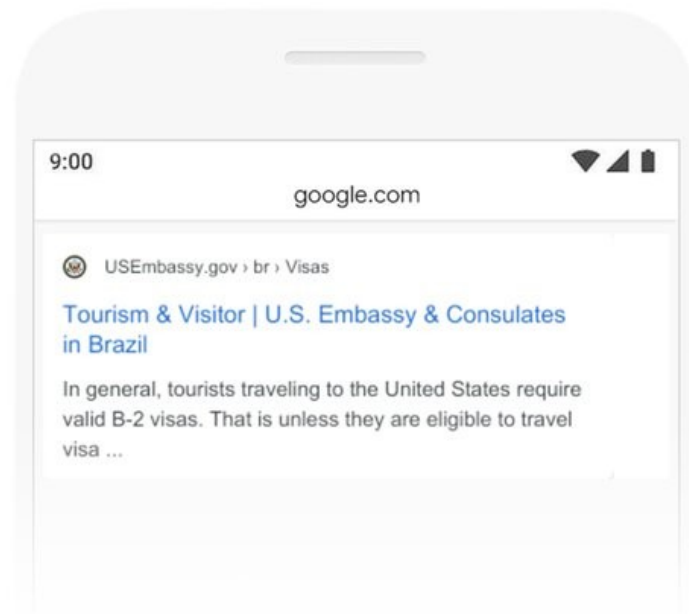 9:00
google.com
USEmbassy.gov › br › Visas
Tourism & Visitor | U.S. Embassy & Consulates
in Brazil
In general, tourists traveling to the United States require
valid B-2 visas. That is unless they are eligible to travel
visa ...